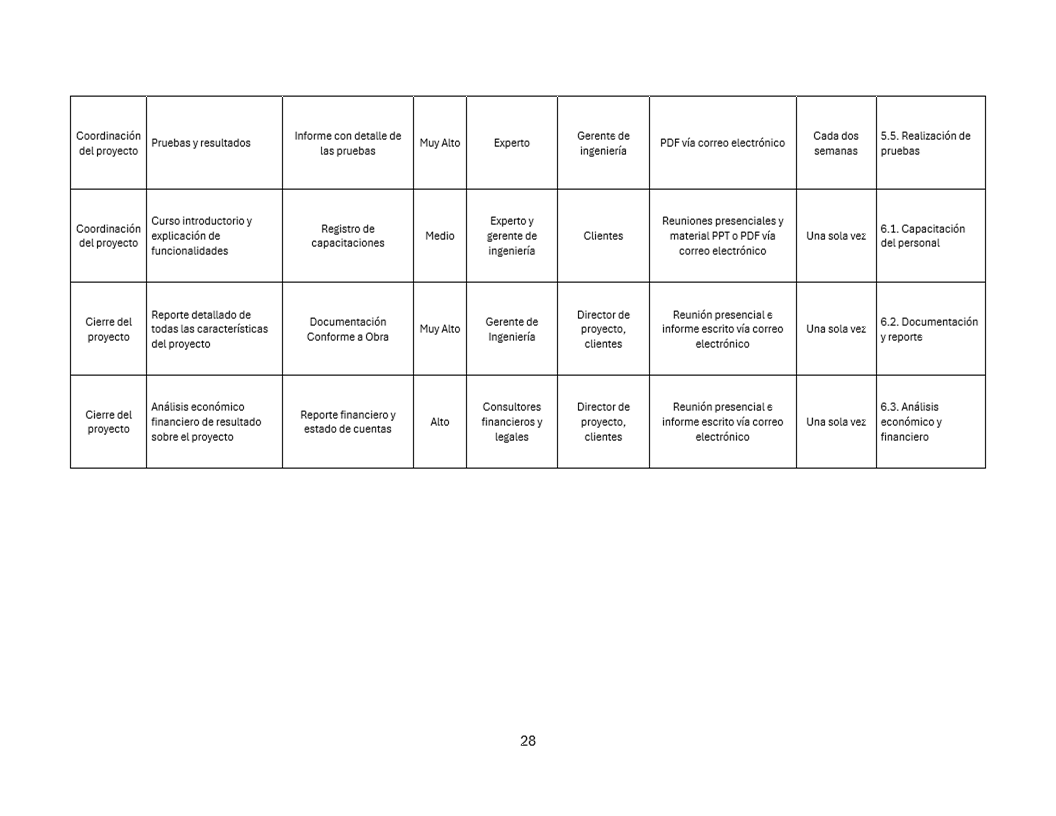 Coordinación
del proyecto
Pruebas y resultados
Informe con detalle de
las pruebas
Muy Alto
Experto
Gerente de
ingeniería
PDF vía correo electrónico
Cada dos
semanas
5.5. Realización de
pruebas
Coordinación
del proyecto
Curso introductorio y
explicación de
funcionalidades
Registro de
capacitaciones
Medio
Experto y
gerente de
ingeniería
Clientes
Reuniones presenciales y
material PPT o PDF vía
correo electrónico
Una sola vez
6.1. Capacitación
del personal
Cierre del
proyecto
Reporte detallado de
todas las características
del proyecto
Documentación
Conforme a Obra
Muy Alto
Gerente de
Ingeniería
Director de
proyecto,
clientes
Reunión presencial e
informe escrito vía correo
electrónico
Una sola vez
6.2. Documentación
y reporte
Cierre del
proyecto
Análisis económico
financiero de resultado
sobre el proyecto
Reporte financiero y
estado de cuentas
Alto
Consultores
financieros y
legales
Director de
proyecto,
clientes
Reunión presencial e
informe escrito vía correo
electrónico
Una sola vez
6.3. Análisis
económico y
financiero
28